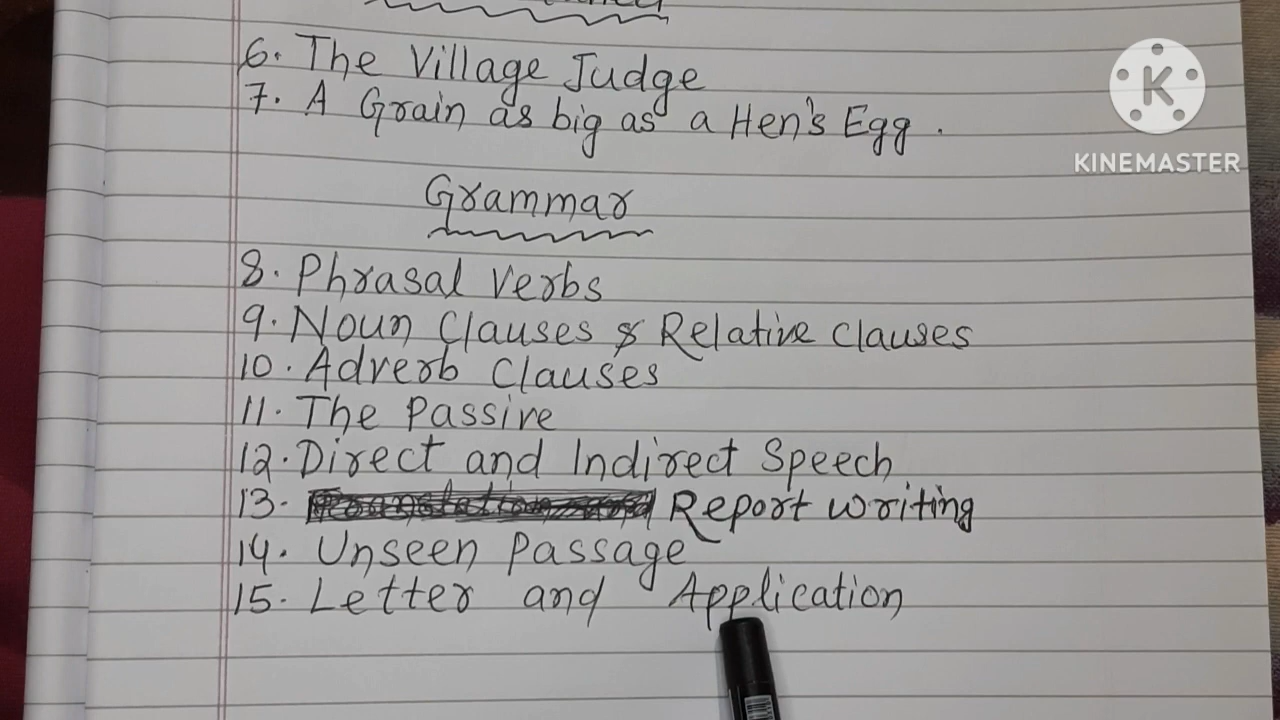 6. The Village Judge
7. A Grain as big as a Hen's Egg.
Grammar
8. Phrasal Verbs
9. Noun Clauses & Relative Clauses
10. Adverb Clauses
11. The Passive
12. Direct and Indirect Speech
13. Report writing
14. Unseen Passage
15. Letter and Application
K
KINEMASTER